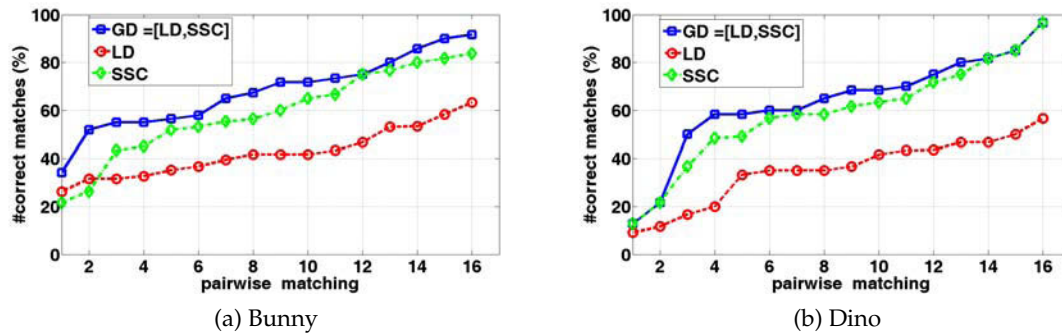 #correct matches (%)
100
80
60
40
20
0
GD =[LD,SSC]
LD
SSC
2 4 6 8 10 12 14 16
pairwise matching
(a) Bunny
#correct matches (%)
100
80
60
40
20
0
GD =[LD,SSC]
LD
SSC
2 4 6 8 10 12 14 16
pairwise matching
(b) Dino